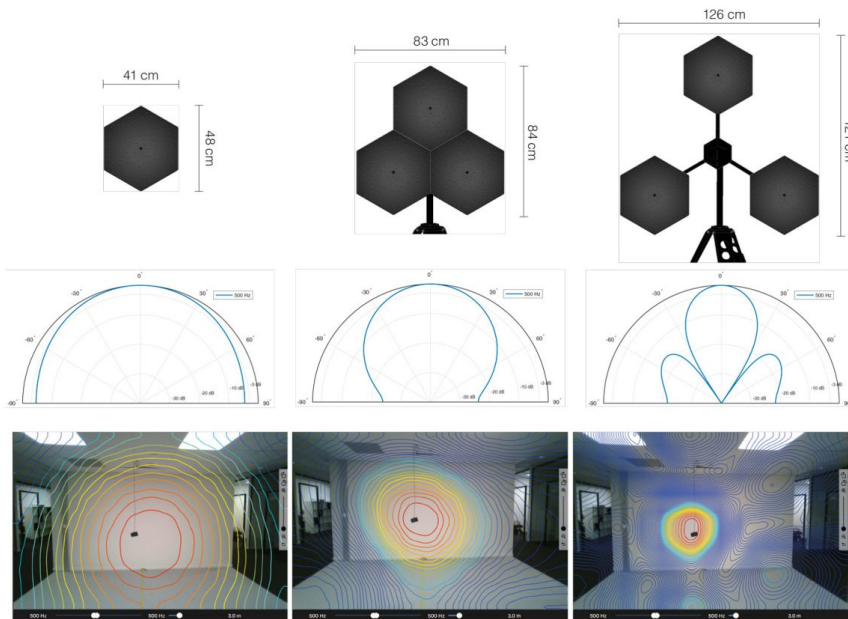 41 cm
48 cm
83 cm
84 cm
126 cm
0°
-30°
30°
-60°
60°
-90°
90°
500 Hz
-30 dB
-20 dB
-10 dB
-3 dB
0°
-30°
30°
-60°
60°
-90°
90°
500 Hz
-30 dB
-20 dB
-10 dB
-3 dB
0°
-30°
30°
-60°
60°
-90°
90°
500 Hz
-30 dB
-20 dB
-10 dB
-3 dB
500 Hz 500 Hz 3.0 m
500 Hz 500 Hz 3.0 m
500 Hz 500 Hz 3.0 m